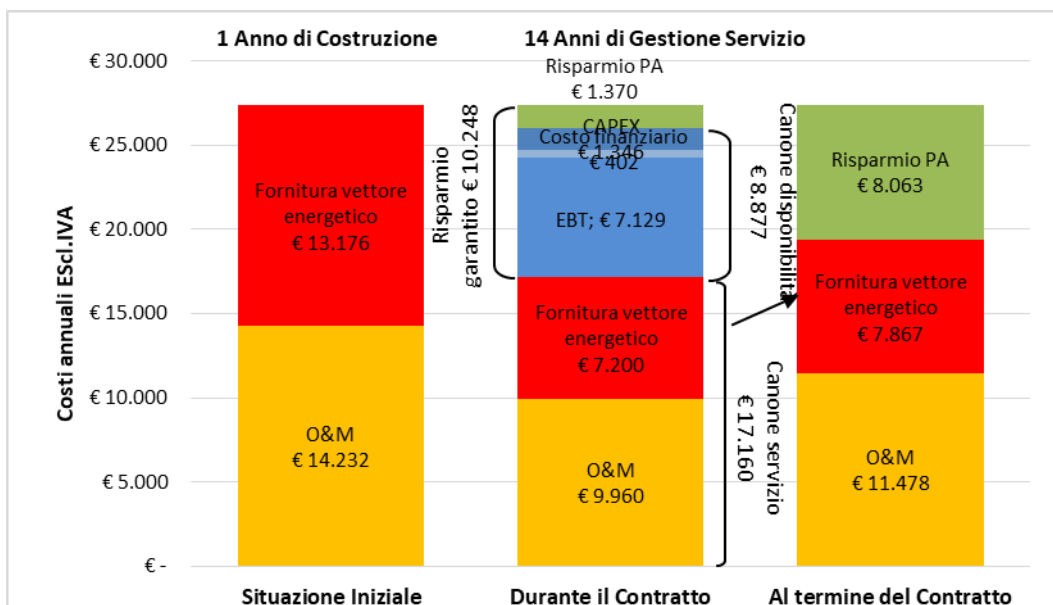 1 Anno di Costruzione
14 Anni di Gestione Servizio
Costi annuali EScl.IVA
€ 30.000
€ 25.000
€ 20.000
€ 15.000
€ 10.000
€ 5.000
€ -
Fornitura vettore
energetico
€ 13.176
O&M
€ 14.232
Situazione Iniziale
Risparmio
garantito € 10.248
Risparmio PA
€ 1.370
CAPEX
Costo finanziario
€ 1.346
€ 402
EBT; € 7.129
Fornitura vettore
energetico
€ 7.200
O&M
€ 9.960
Durante il Contratto
Canone disponibilità
€ 8.877
Canone servizio
€ 17.160
Risparmio PA
€ 8.063
Fornitura vettore
energetico
€ 7.867
O&M
€ 11.478
Al termine del Contratto